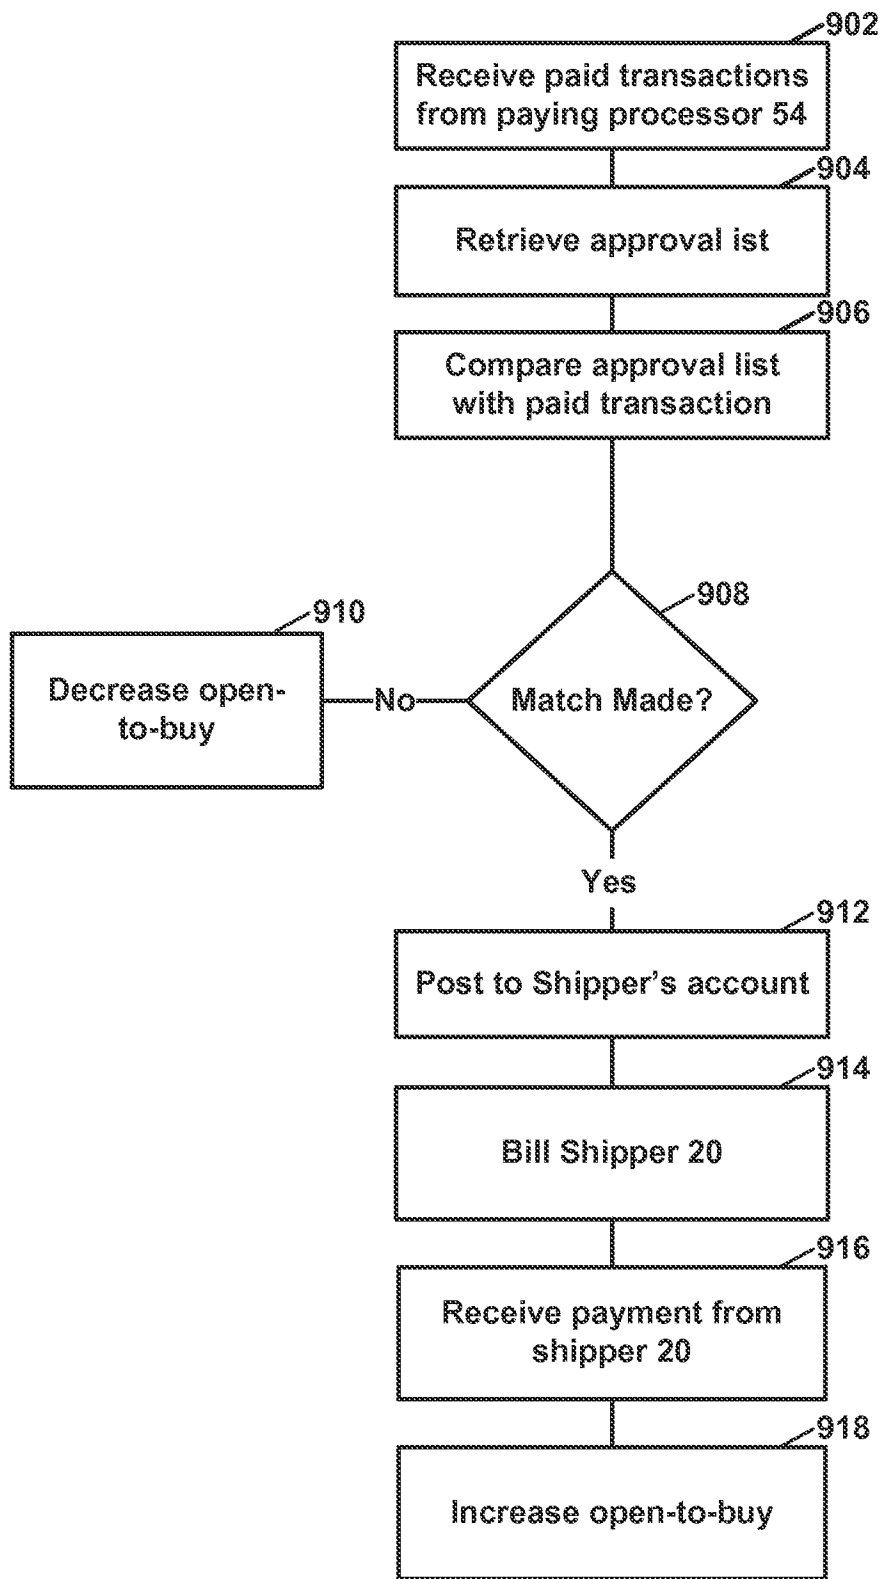 902
Receive paid transactions
from paying processor 54
904
Retrieve approval ist
906
Compare approval list
with paid transaction
908
Match Made?
No
910
Decrease open-
to-buy
Yes
912
Post to Shipper's account
914
Bill Shipper 20
916
Receive payment from
shipper 20
918
Increase open-to-buy